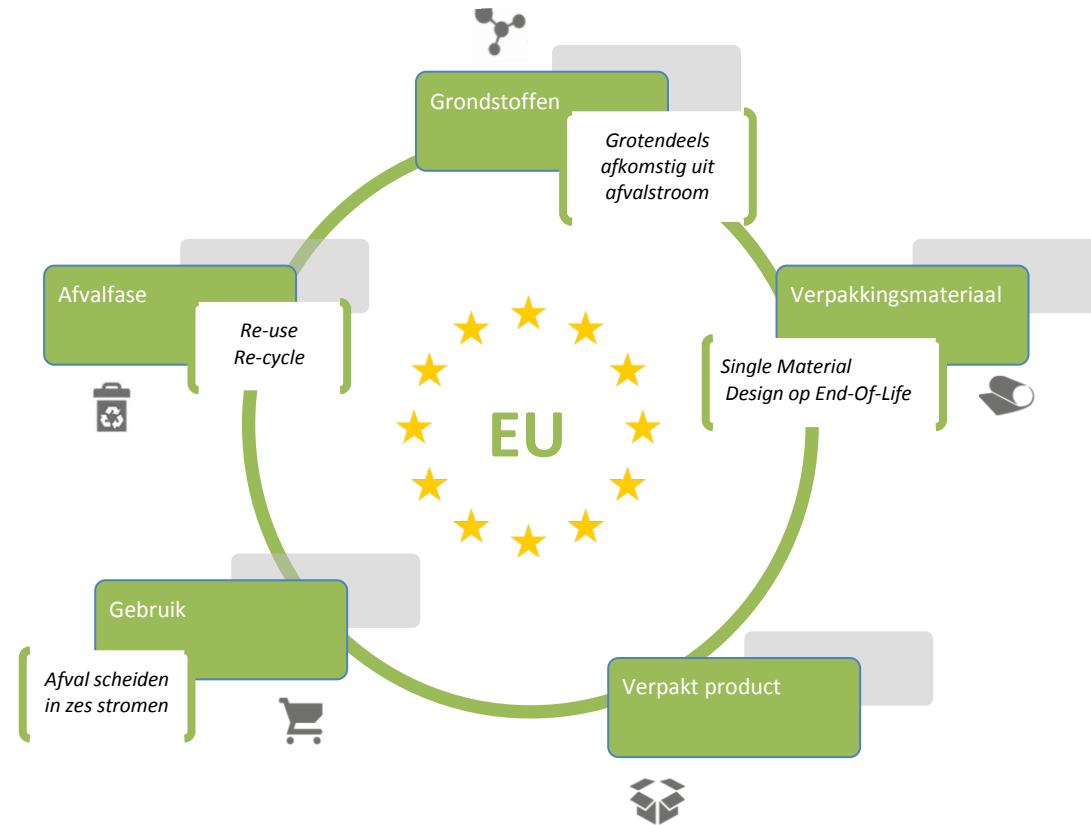 Grondstoffen
Grotendeels
afkomstig uit
afvalstroom
Verpakkingsmateriaal
Single Material
Design op End-Of-Life
Verpakt product
Gebruik
Afval scheiden
in zes stromen
Afvalfase
Re-use
Re-cycle
EU